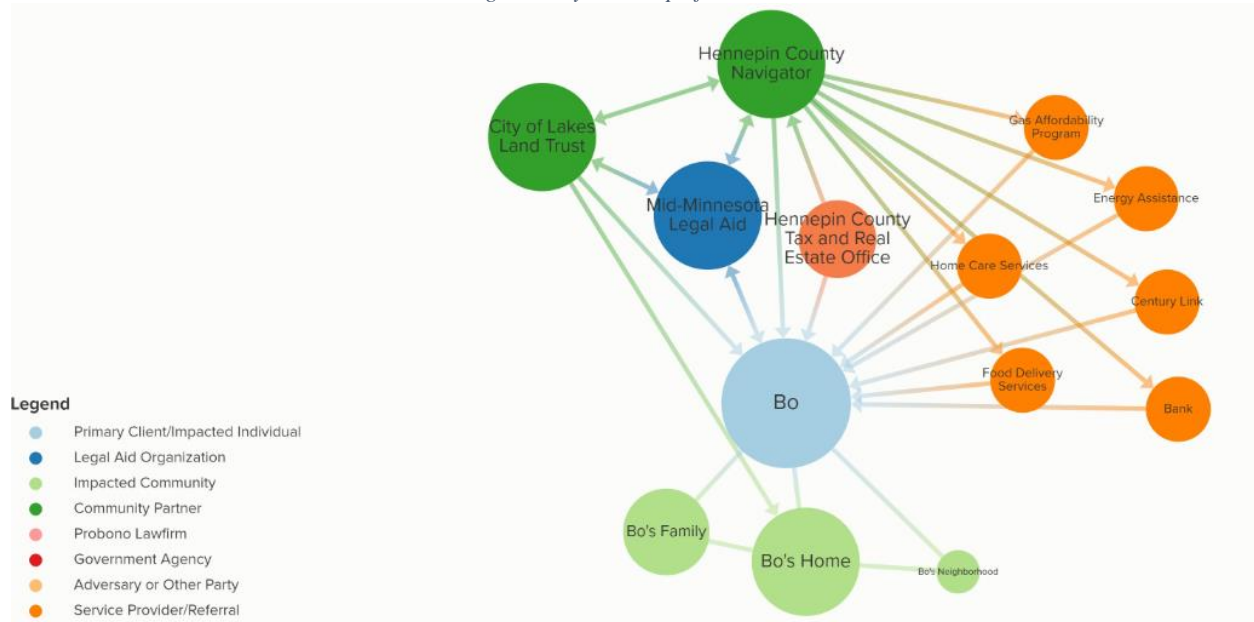 Hennepin County
Navigator
City of Lakes
Land Trust
Gas Affordability
Program
Mid-Minnesota
Legal Aid
Hennepin County
Tax and Real
Estate Office
Energy Assistance
Home Care Services
Century Link
Food Delivery
Services
Bo
Bank
Bo's Family
Bo's Home
Bo's Neighborhood
Legend
Primary Client/Impacted Individual
Legal Aid Organization
Impacted Community
Community Partner
Probono Lawfirm
Government Agency
Adversary or Other Party
Service Provider/Referral